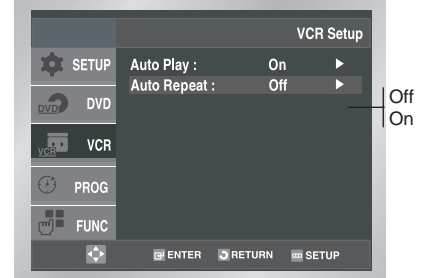 VCR Setup
SETUP
DVD DVD
VCR VCR
PROG
FUNC
Auto Play : On
Auto Repeat : Off
Off
On
ENTER RETURN SETUP